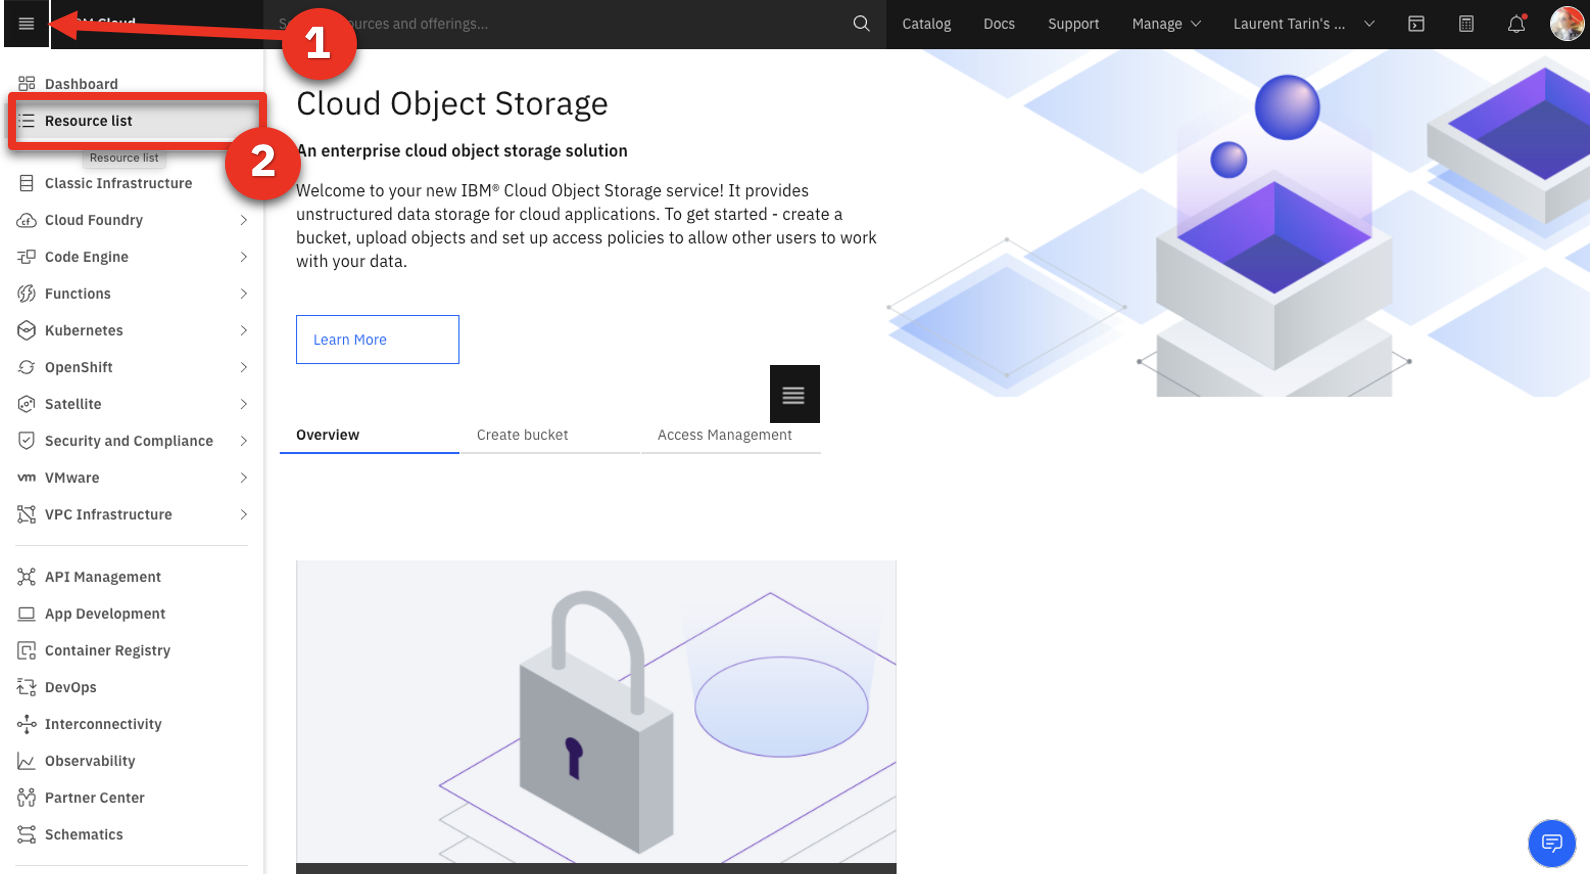 Cloud
resources and offerings...
Catalog
Docs
Support
Manage
Laurent Tarin's ...
1
Dashboard
Resource list
2
Resource list
Classic Infrastructure
Cloud Foundry
Code Engine
Functions
Kubernetes
OpenShift
Satellite
Security and Compliance
vm VMware
VPC Infrastructure
API Management
App Development
Container Registry
DevOps
Interconnectivity
Observability
Partner Center
Schematics
Cloud Object Storage
An enterprise cloud object storage solution
Welcome to your new IBM® Cloud Object Storage service! It provides
unstructured data storage for cloud applications. To get started - create a
bucket, upload objects and set up access policies to allow other users to work
with your data.
Learn More
Overview
Create bucket
Access Management